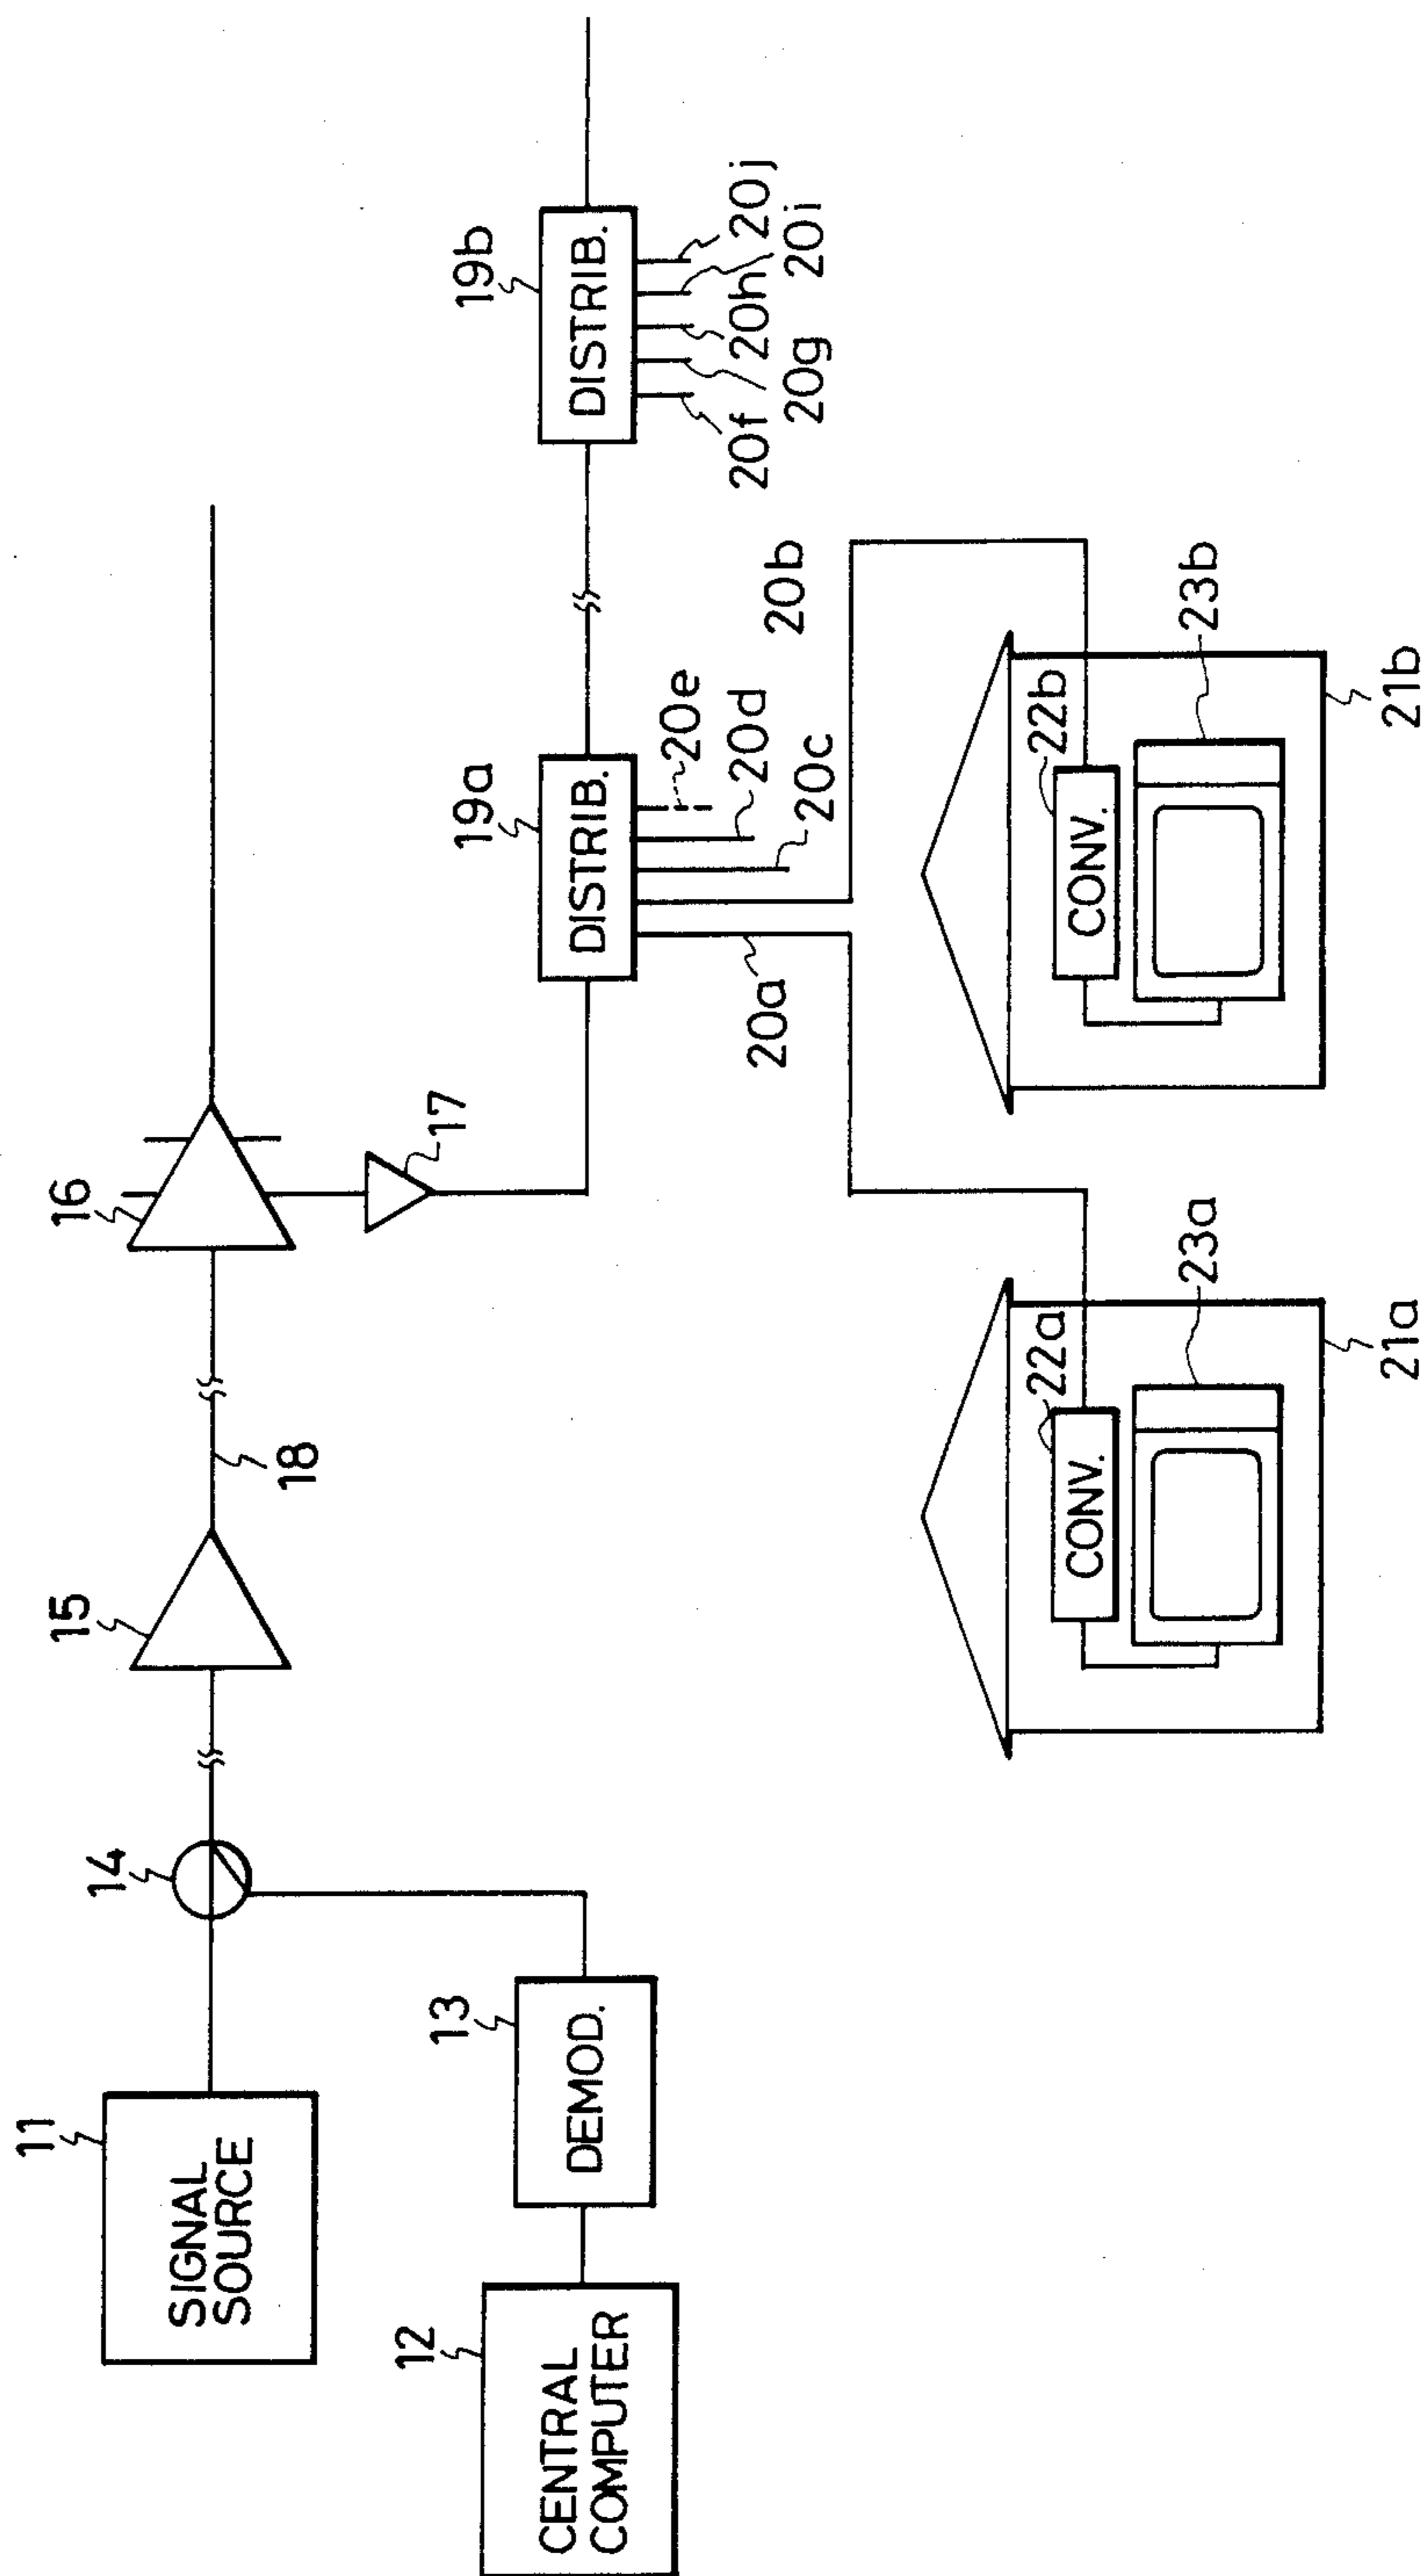 11
SIGNAL
SOURCE
12
CENTRAL
COMPUTER
13
DEMOD.
14
15
18
16
17
19a
DISTRIB.
20a
20b
20c
20d
20e
19b
DISTRIB.
20f
20g
20h
20i
20j
22a
CONV.
23a
21a
22b
CONV.
23b
21b